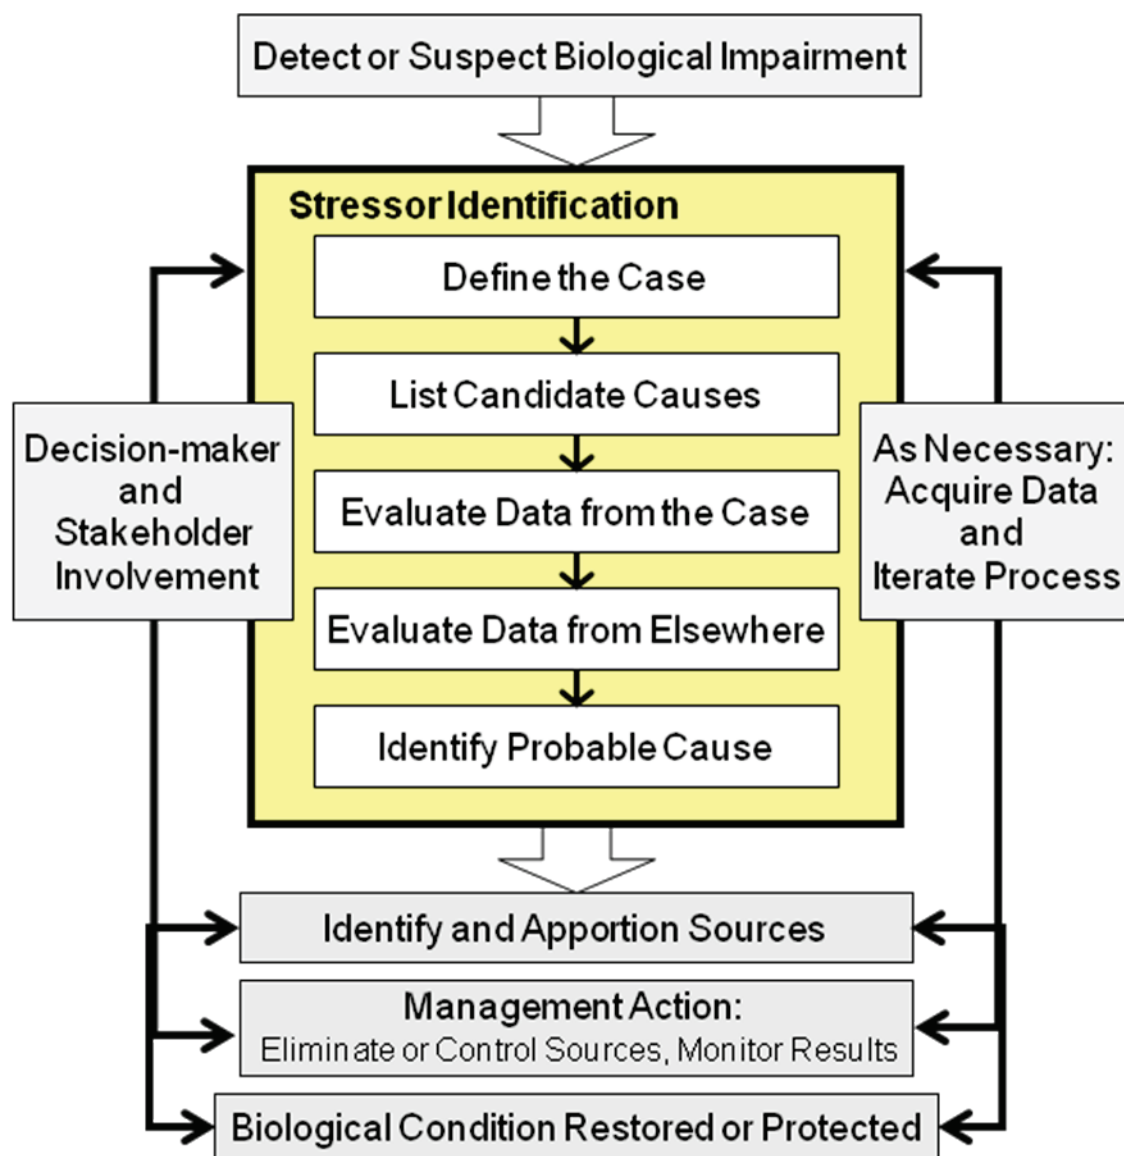 Detect or Suspect Biological Impairment
Stressor Identification
Define the Case
List Candidate Causes
Evaluate Data from the Case
Evaluate Data from Elsewhere
Identify Probable Cause
Decision-maker
and
Stakeholder
Involvement
As Necessary:
Acquire Data
and
Iterate Process
Identify and Apportion Sources
Management Action:
Eliminate or Control Sources, Monitor Results
Biological Condition Restored or Protected